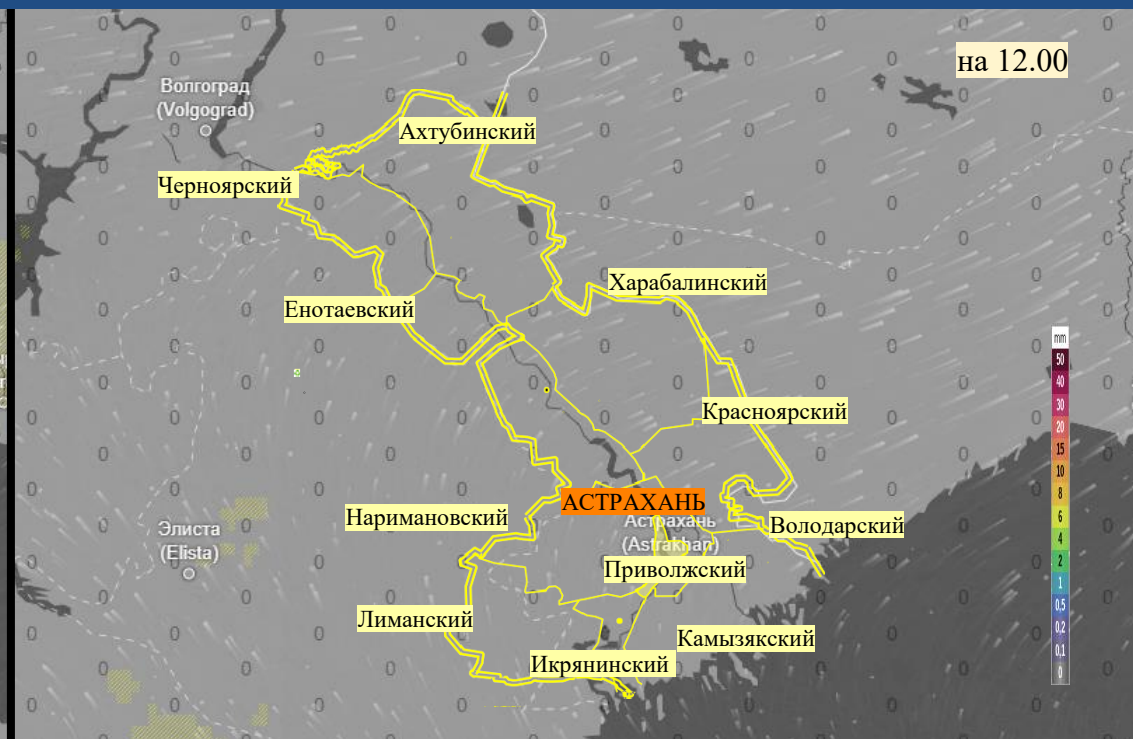 на 12.00
Волгоград
(Volgograd)
Ахтубинский
Черноярский
Харабалинский
Енотаевский
mm
50
40
30
20
15
10
8
6
4
2
1
0,5
0,2
0,1
0
Красноярский
АСТРАХАНЬ
Наримановский
Астрахань
(Astrakhan)
Володарский
Элиста
(Elista)
Приволжский
Лиманский
Камызякский
Икрянинский